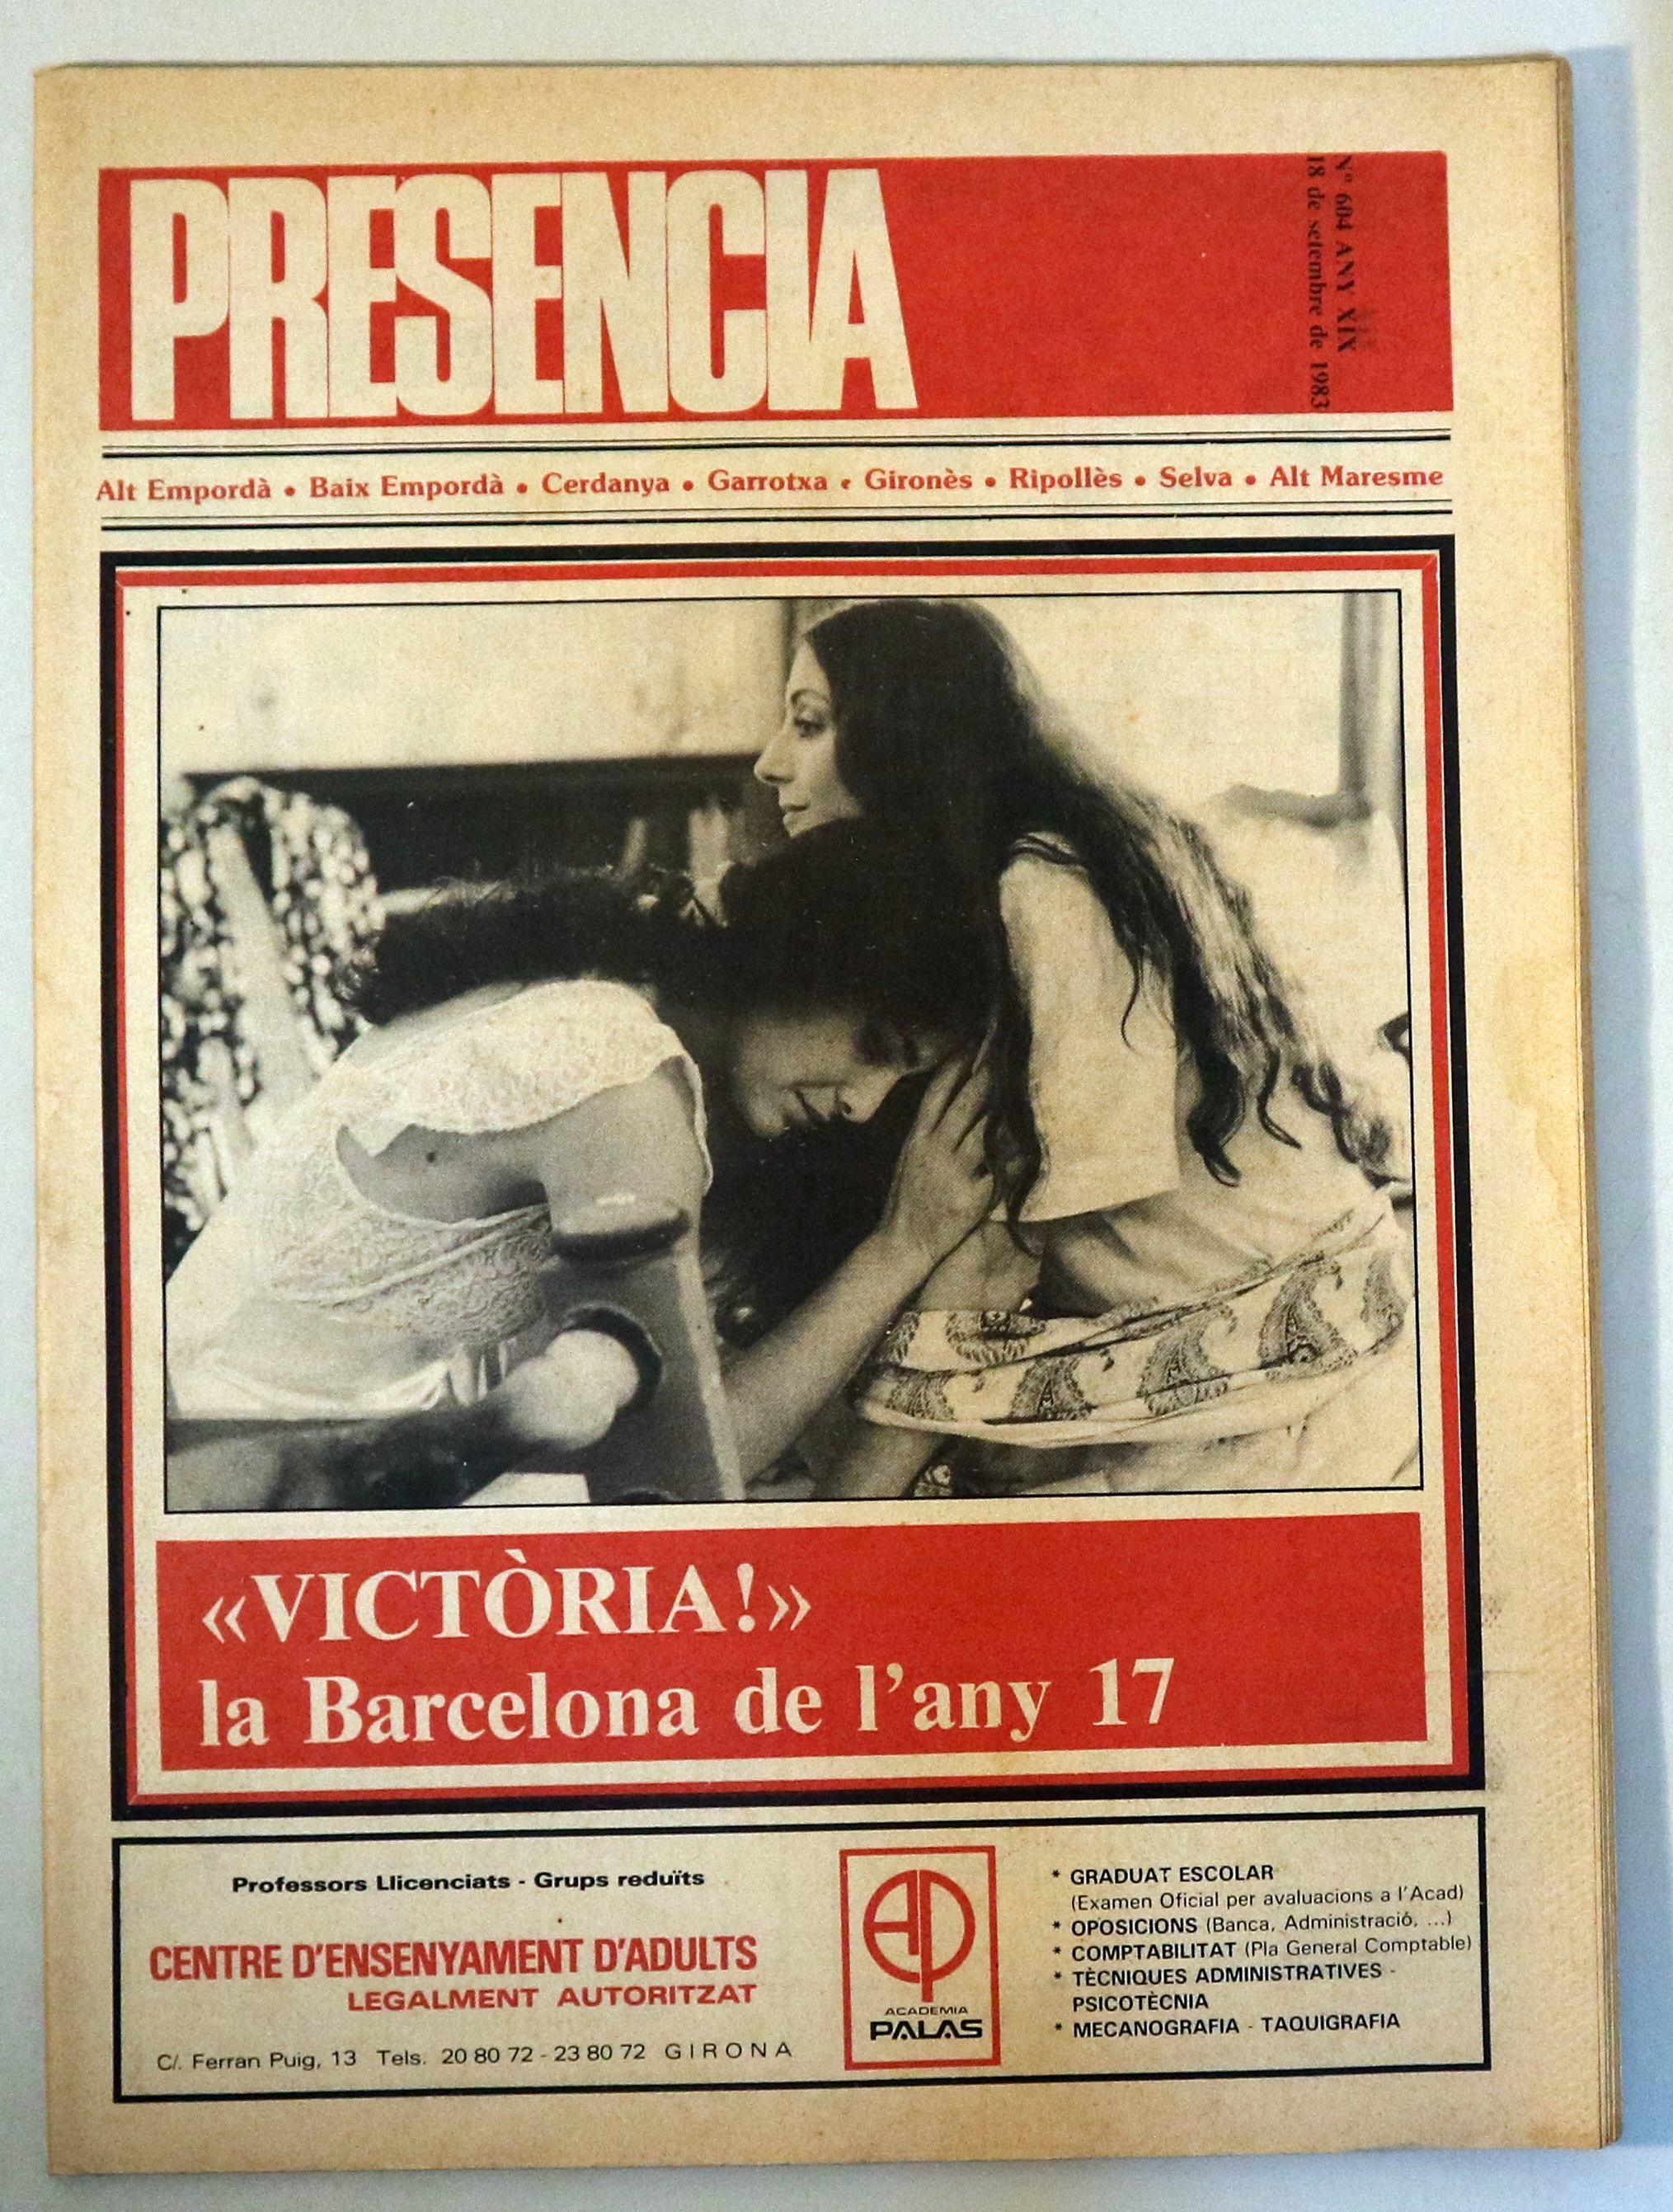 PRESENCIA
Nº 604 ANY XIX
18 de setembre de 1983
Alt Empordà • Baix Empordà • Cerdanya • Garrotxa • Gironès • Ripollès • Selva • Alt Maresme
«VICTÒRIA!»
la Barcelona de l'any 17
Professors Llicenciats - Grups reduïts
CENTRE D'ENSENYAMENT D'ADULTS
LEGALMENT AUTORITZAT
C/. Ferran Puig, 13 Tels. 20 80 72 - 23 80 72 GIRONA
AP
ACADEMIA
PALAS
* GRADUAT ESCOLAR
(Examen Oficial per avaluacions a l'Acad)
* OPOSICIONS (Banca, Administració, ...)
* COMPTABILITAT (Pla General Comptable)
* TÈCNIQUES ADMINISTRATIVES -
PSICOTÈCNIA
* MECANOGRAFIA - TAQUIGRAFIA